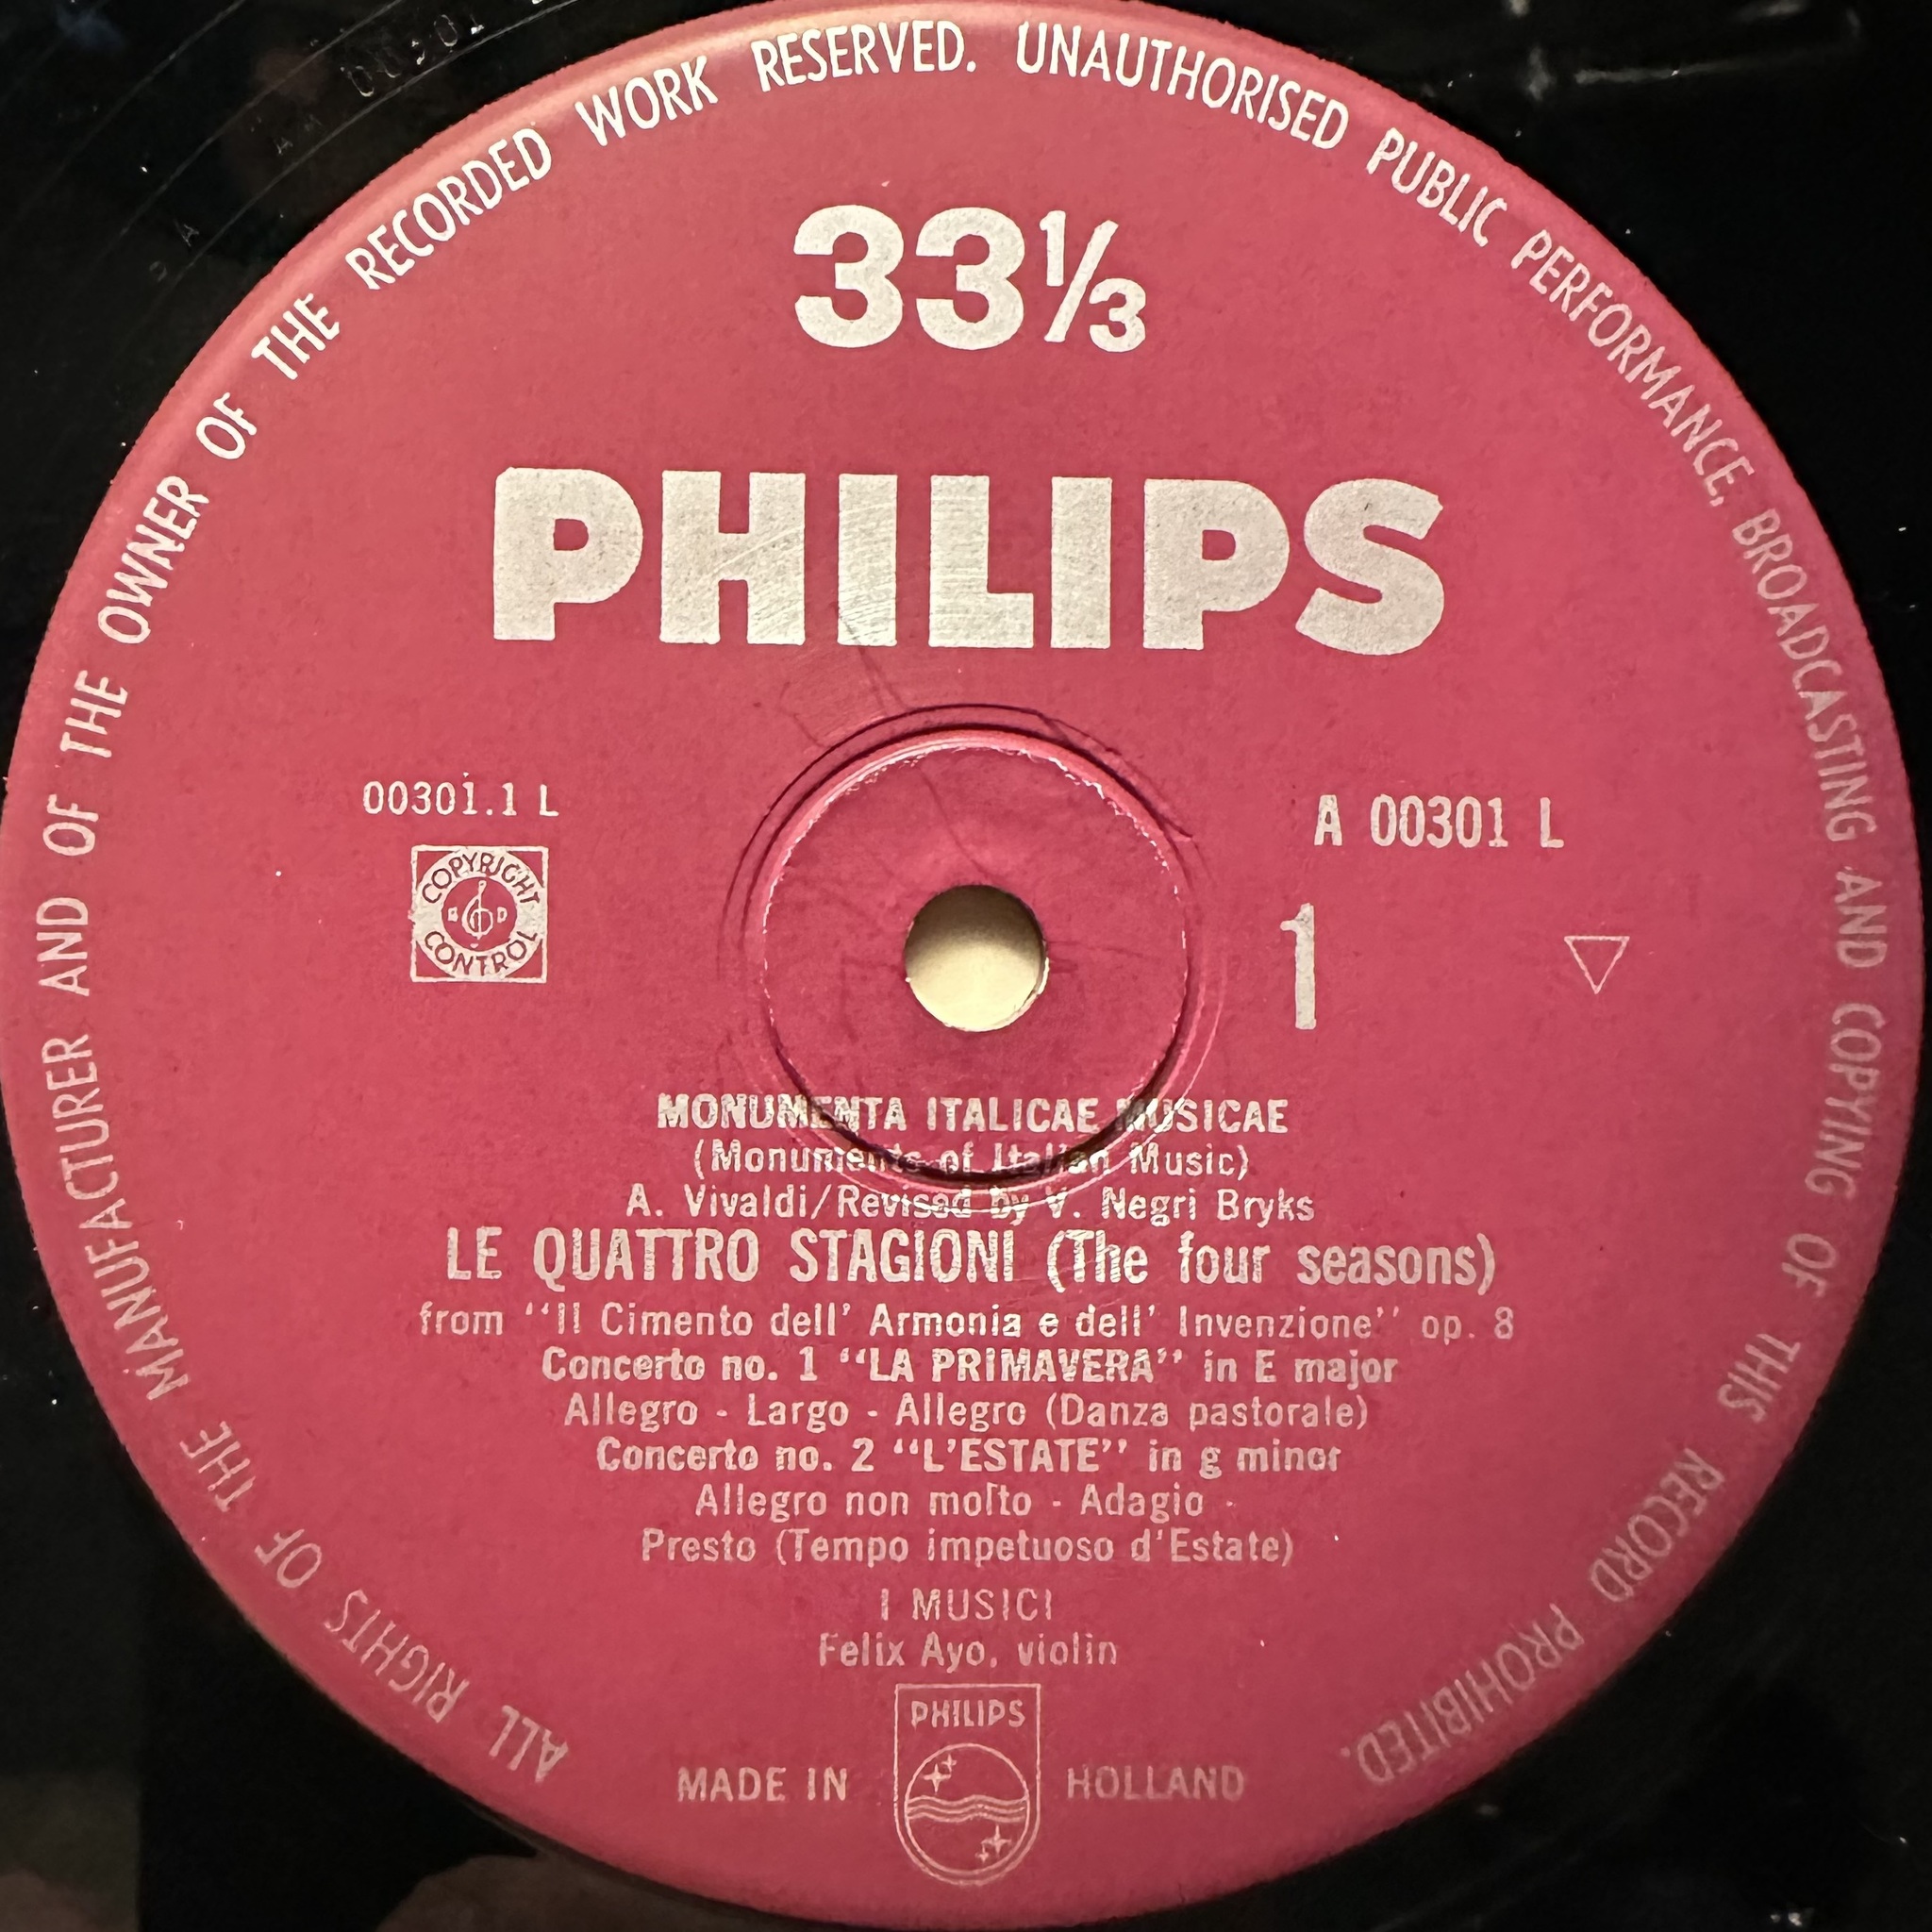 ALL RIGHTS OF THE MANUFACTURER AND OF THE OWNER OF THE RECORDED WORK RESERVED. UNAUTHORISED PUBLIC PERFORMANCE, BROADCASTING AND COPYING OF THIS RECORD PROHIBITED.
33⅓
PHILIPS
00301.1 L
A 00301 L
COPYRIGHT
CONTROL
1
MONUMENTA ITALICAE MUSICAE
(Monuments of Italian Music)
A. Vivaldi/Revised by V. Negri Bryks
LE QUATTRO STAGIONI (The four seasons)
from “Il Cimento dell’ Armonia e dell’ Invenzione” op. 8
Concerto no. 1 “LA PRIMAVERA” in E major
Allegro - Largo - Allegro (Danza pastorale)
Concerto no. 2 “L’ESTATE” in g minor
Allegro non molto - Adagio -
Presto (Tempo impetuoso d’Estate)
I MUSICI
Felix Ayo, violin
PHILIPS
MADE IN HOLLAND